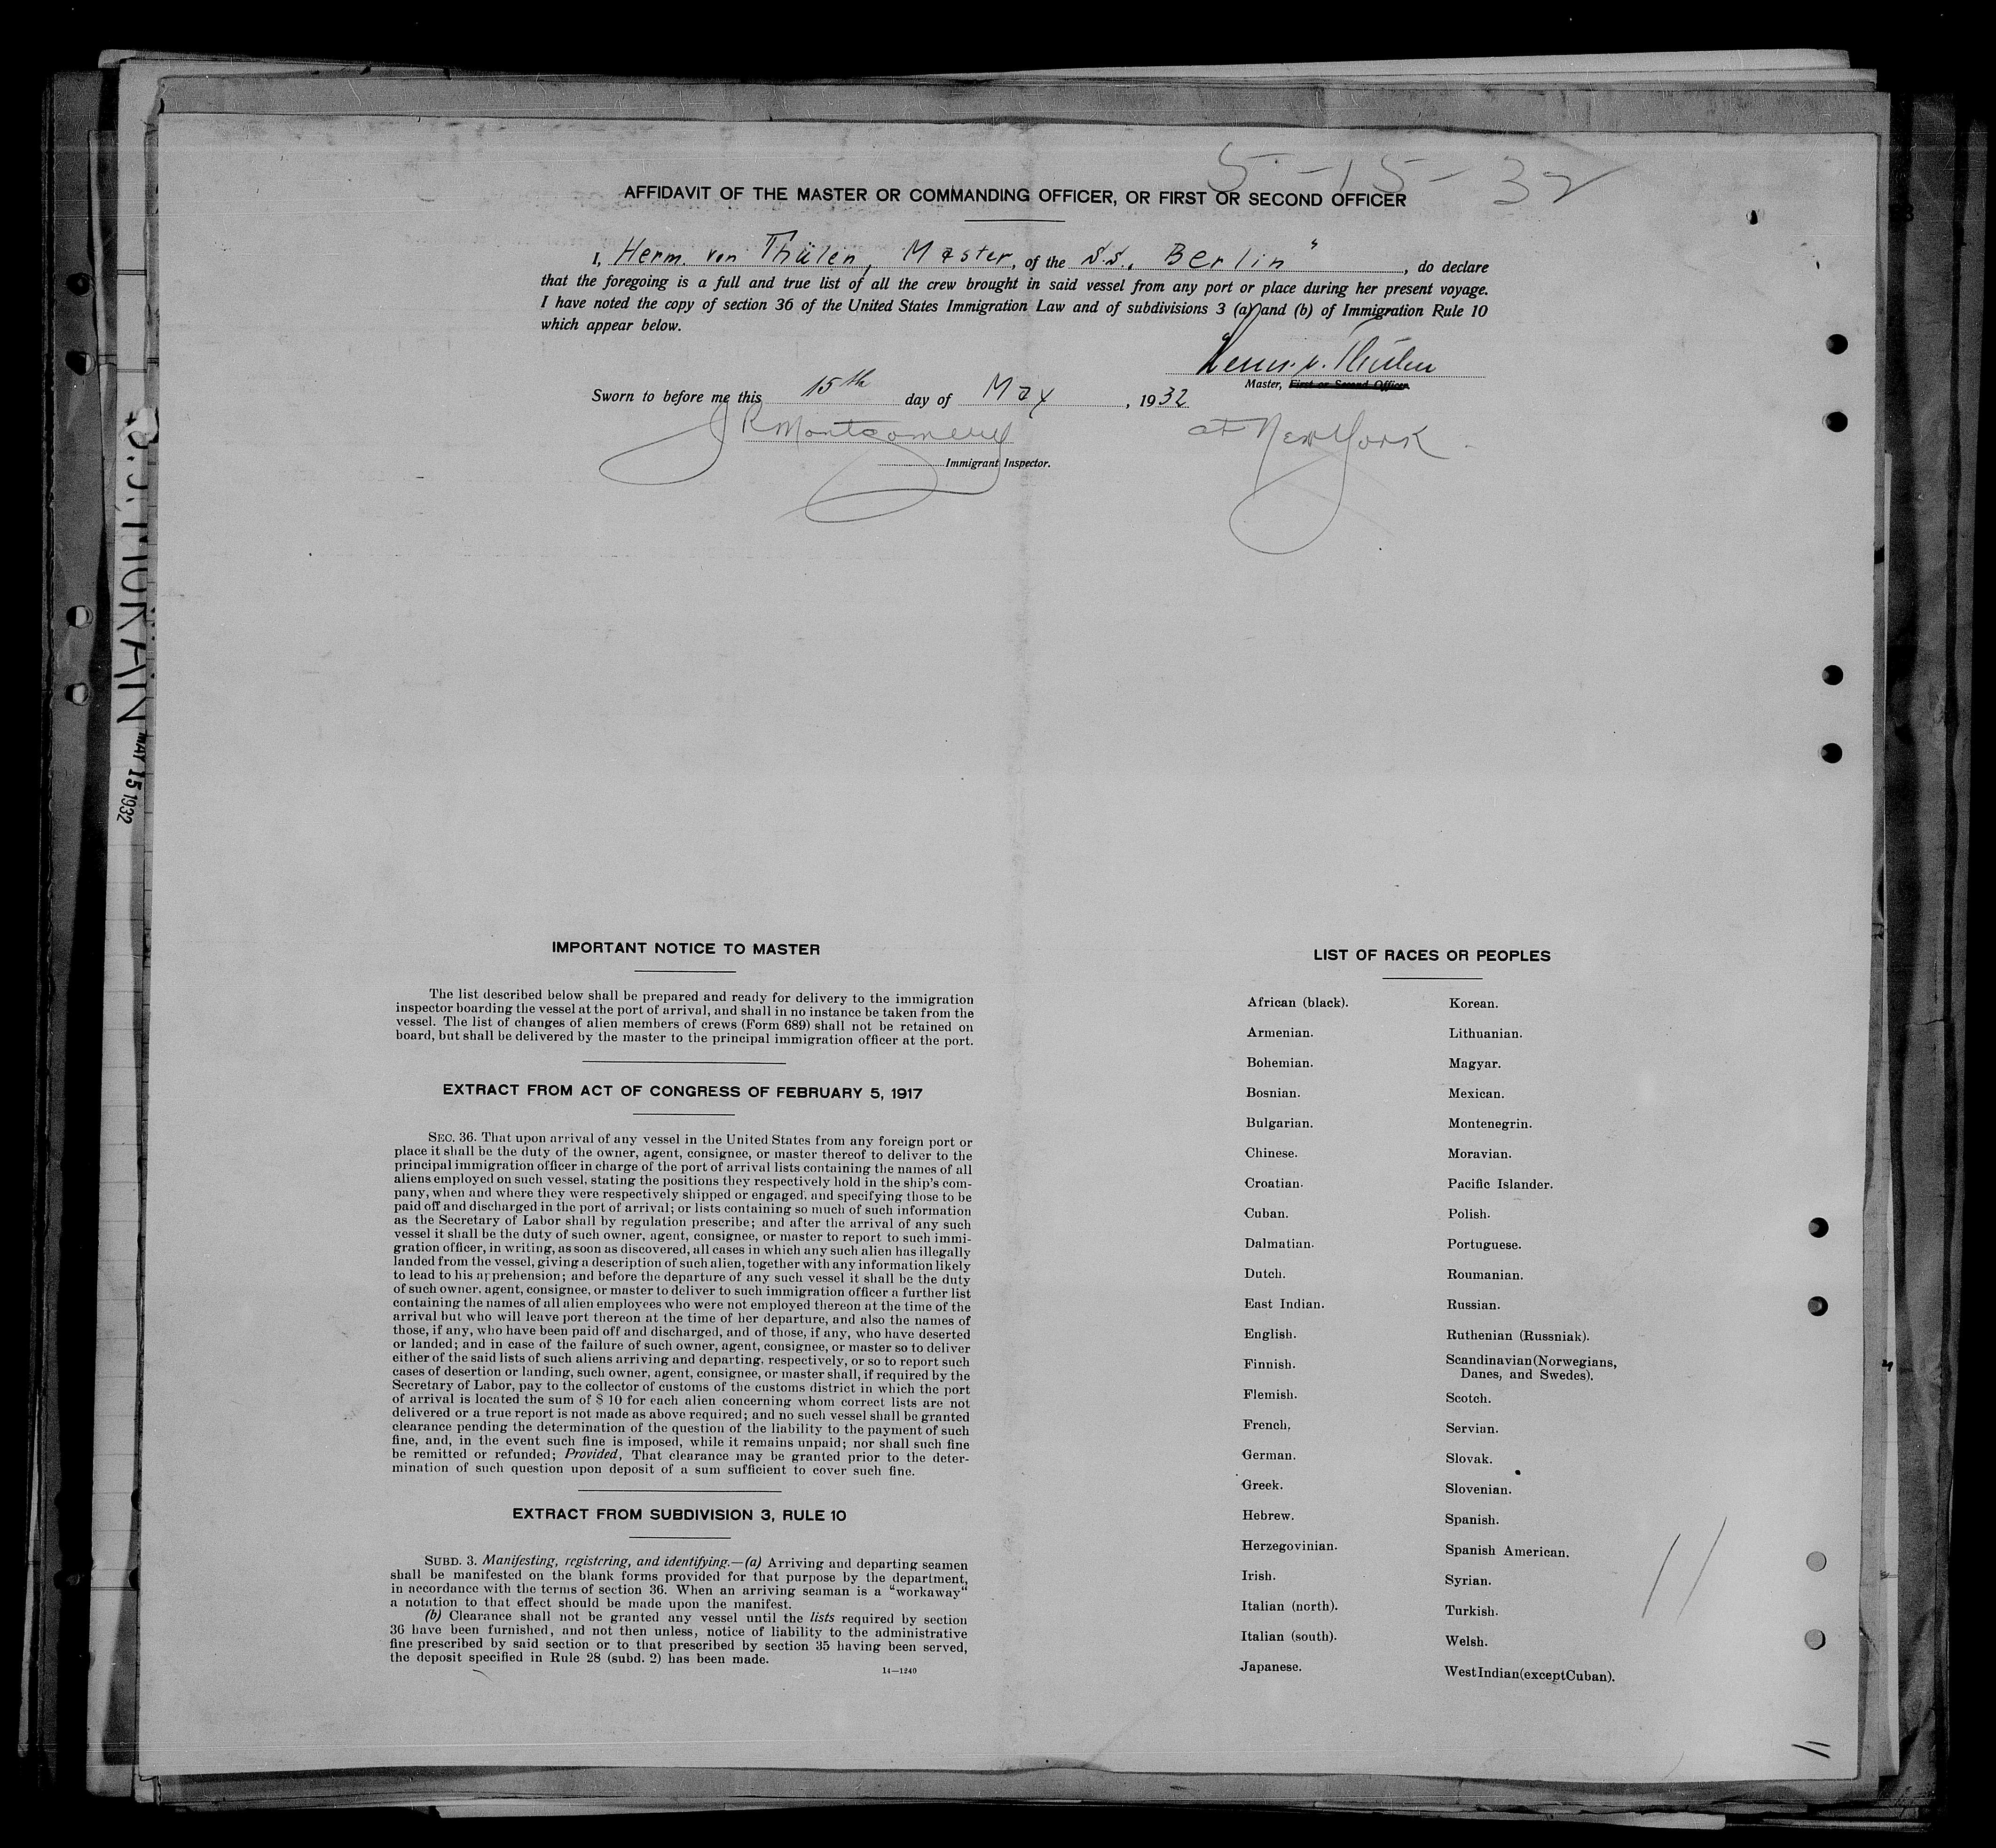 5-15-32
AFFIDAVIT OF THE MASTER OR COMMANDING OFFICER, OR FIRST OR SECOND OFFICER
I, Herm. von Thülen, Master, of the S.S. Berlin", do declare
that the foregoing is a full and true list of all the crew brought in said vessel from any port or place during her present voyage.
I have noted the copy of section 36 of the United States Immigration Law and of subdivisions 3 (a) and (b) of Immigration Rule 10
which appear below.
Herm. v. Thülen
Master, First or Second Officer
Sworn to before me this 15th day of May, 1932
J R Montgomery at New York
Immigrant Inspector.
MAY 15 1932
IMPORTANT NOTICE TO MASTER
The list described below shall be prepared and ready for delivery to the immigration
inspector boarding the vessel at the port of arrival, and shall in no instance be taken from the
vessel. The list of changes of alien members of crews (Form 689) shall not be retained on
board, but shall be delivered by the master to the principal immigration officer at the port.
EXTRACT FROM ACT OF CONGRESS OF FEBRUARY 5, 1917
SEC. 36. That upon arrival of any vessel in the United States from any foreign port or
place it shall be the duty of the owner, agent, consignee, or master thereof to deliver to the
principal immigration officer in charge of the port of arrival lists containing the names of all
aliens employed on such vessel, stating the positions they respectively hold in the ship's com-
pany, when and where they were respectively shipped or engaged, and specifying those to be
paid off and discharged in the port of arrival; or lists containing so much of such information
as the Secretary of Labor shall by regulation prescribe; and after the arrival of any such
vessel it shall be the duty of such owner, agent, consignee, or master to report to such immi-
gration officer, in writing, as soon as discovered, all cases in which any such alien has illegally
landed from the vessel, giving a description of such alien, together with any information likely
to lead to his apprehension; and before the departure of any such vessel it shall be the duty
of such owner, agent, consignee, or master to deliver to such immigration officer a further list
containing the names of all alien employees who were not employed thereon at the time of the
arrival but who will leave port thereon at the time of her departure, and also the names of
those, if any, who have been paid off and discharged, and of those, if any, who have deserted
or landed; and in case of the failure of such owner, agent, consignee, or master so to deliver
either of the said lists of such aliens arriving and departing, respectively, or so to report such
cases of desertion or landing, such owner, agent, consignee, or master shall, if required by the
Secretary of Labor, pay to the collector of customs of the customs district in which the port
of arrival is located the sum of $ 10 for each alien concerning whom correct lists are not
delivered or a true report is not made as above required; and no such vessel shall be granted
clearance pending the determination of the question of the liability to the payment of such
fine, and, in the event such fine is imposed, while it remains unpaid; nor shall such fine
be remitted or refunded; Provided, That clearance may be granted prior to the deter-
mination of such question upon deposit of a sum sufficient to cover such fine.
EXTRACT FROM SUBDIVISION 3, RULE 10
SUBD. 3. Manifesting, registering, and identifying.—(a) Arriving and departing seamen
shall be manifested on the blank forms provided for that purpose by the department,
in accordance with the terms of section 36. When an arriving seaman is a "workaway"
a notation to that effect should be made upon the manifest.
(b) Clearance shall not be granted any vessel until the lists required by section
36 have been furnished, and not then unless, notice of liability to the administrative
fine prescribed by said section or to that prescribed by section 35 having been served,
the deposit specified in Rule 28 (subd. 2) has been made.
14—1240
LIST OF RACES OR PEOPLES
African (black).
Armenian.
Bohemian.
Bosnian.
Bulgarian.
Chinese.
Croatian.
Cuban.
Dalmatian.
Dutch.
East Indian.
English.
Finnish.
Flemish.
French.
German.
Greek.
Hebrew.
Herzegovinian.
Irish.
Italian (north).
Italian (south).
Japanese.
Korean.
Lithuanian.
Magyar.
Mexican.
Montenegrin.
Moravian.
Pacific Islander.
Polish.
Portuguese.
Roumanian.
Russian.
Ruthenian (Russniak).
Scandinavian (Norwegians,
Danes, and Swedes).
Scotch.
Servian.
Slovak.
Slovenian.
Spanish.
Spanish American.
Syrian.
Turkish.
Welsh.
West Indian (except Cuban).
11
11